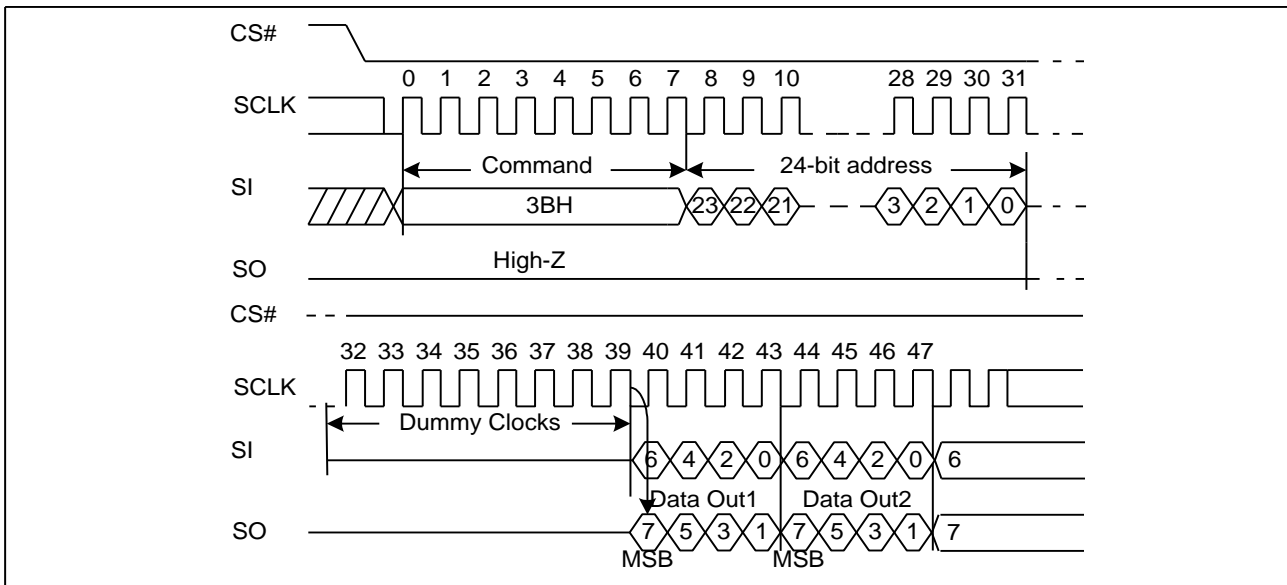 CS#
0 1 2 3 4 5 6 7 8 9 10 28 29 30 31
SCLK
Command 24-bit address
SI
3BH 23 22 21 3 2 1 0
High-Z
SO
CS#
32 33 34 35 36 37 38 39 40 41 42 43 44 45 46 47
SCLK
Dummy Clocks
SI
6 4 2 0 6 4 2 0 6
Data Out1 Data Out2
SO
7 5 3 1 7 5 3 1 7
MSB MSB